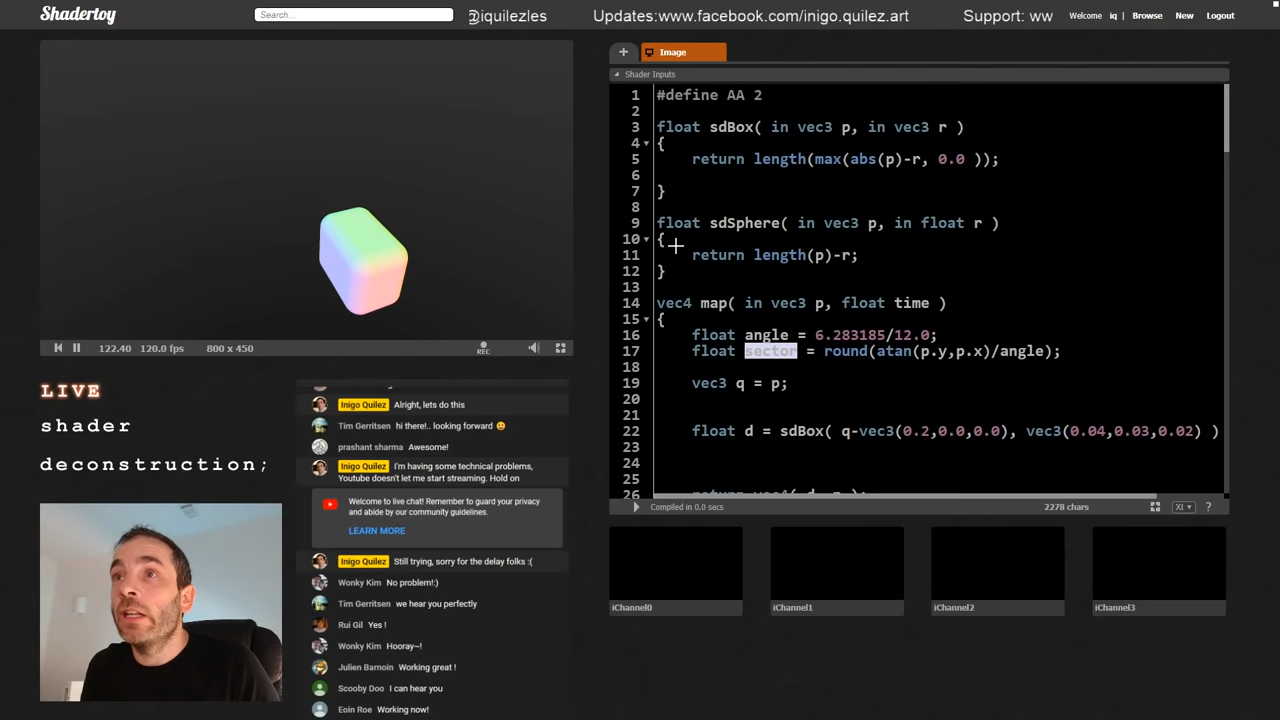 Shadertoy
Search...
@iquilezles Updates:www.facebook.com/inigo.quilez.art Support: ww
Welcome iq | Browse New Logout
122.40 120.0 fps 800 x 450
REC
LIVE
shader
deconstruction;
Inigo Quilez Alright, lets do this
Tim Gerritsen hi there!.. looking forward 😀
prashant sharma Awesome!
Inigo Quilez I'm having some technical problems,
Youtube doesn't let me start streaming. Hold on
Welcome to live chat! Remember to guard your privacy
and abide by our community guidelines.
LEARN MORE
Inigo Quilez Still trying, sorry for the delay folks :(
Wonky Kim No problem!:)
Tim Gerritsen we hear you perfectly
Rui Gil Yes !
Wonky Kim Hooray~!
Julien Barnoin Working great !
Scooby Doo I can hear you
Eoin Roe Working now!
+ Image
Shader Inputs
1 #define AA 2
2
3 float sdBox( in vec3 p, in vec3 r )
4 {
5 return length(max(abs(p)-r, 0.0 ));
6
7 }
8
9 float sdSphere( in vec3 p, in float r )
10 {
11 return length(p)-r;
12 }
13
14 vec4 map( in vec3 p, float time )
15 {
16 float angle = 6.283185/12.0;
17 float sector = round(atan(p.y,p.x)/angle);
18
19 vec3 q = p;
20
21
22 float d = sdBox( q-vec3(0.2,0.0,0.0), vec3(0.04,0.03,0.02) )
23
24
25
26
Compiled in 0.0 secs
2278 chars
XI ?
iChannel0
iChannel1
iChannel2
iChannel3